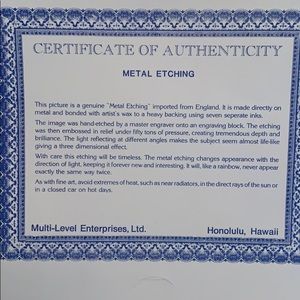 CERTIFICATE OF AUTHENTICITY
METAL ETCHING
This picture is a genuine "Metal Etching" imported from England. It is made directly on
metal and bonded with artist's wax to a heavy backing using seven seperate inks.
The image was hand-etched by a master engraver onto an engraving block. The etching
was then embossed in relief under fifty tons of pressure, creating tremendous depth and
brilliance. The light reflecting at different angles makes the subject seem almost life-like
giving a three dimensional effect.
With care this etching will be timeless. The metal etching changes appearance with the
direction of light, keeping it forever new and interesting. It will, like a rainbow, never appear
exactly the same way twice.
As with fine art, avoid extremes of heat, such as near radiators, in the direct rays of the sun or
in a closed car on hot days.
Multi-Level Enterprises, Ltd.
Honolulu, Hawaii